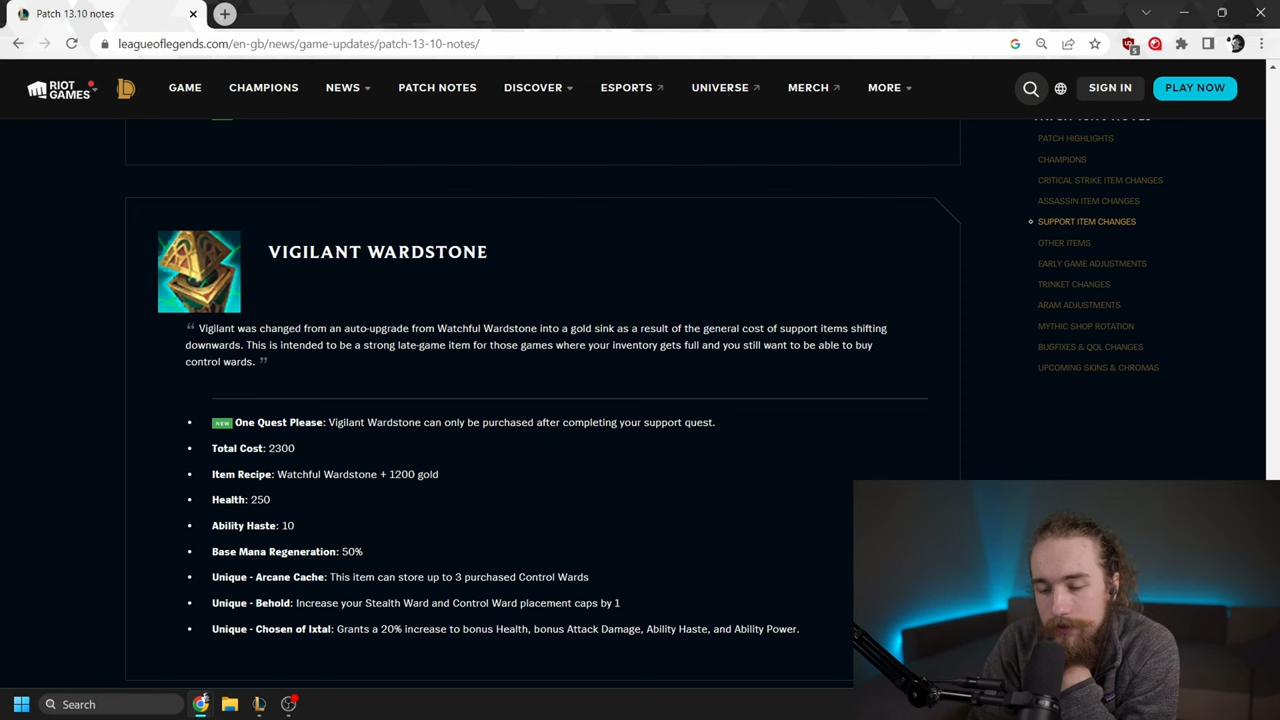 Patch 13.10 notes
leagueoflegends.com/en-gb/news/game-updates/patch-13-10-notes/
5
RIOT GAMES
GAME
CHAMPIONS
NEWS
PATCH NOTES
DISCOVER
ESPORTS
UNIVERSE
MERCH
MORE
SIGN IN
PLAY NOW
PATCH HIGHLIGHTS
CHAMPIONS
CRITICAL STRIKE ITEM CHANGES
ASSASSIN ITEM CHANGES
SUPPORT ITEM CHANGES
OTHER ITEMS
EARLY GAME ADJUSTMENTS
TRINKET CHANGES
ARAM ADJUSTMENTS
MYTHIC SHOP ROTATION
BUGFIXES & QOL CHANGES
UPCOMING SKINS & CHROMAS
VIGILANT WARDSTONE
“ Vigilant was changed from an auto-upgrade from Watchful Wardstone into a gold sink as a result of the general cost of support items shifting
downwards. This is intended to be a strong late-game item for those games where your inventory gets full and you still want to be able to buy
control wards. ”
• NEW One Quest Please: Vigilant Wardstone can only be purchased after completing your support quest.
• Total Cost: 2300
• Item Recipe: Watchful Wardstone + 1200 gold
• Health: 250
• Ability Haste: 10
• Base Mana Regeneration: 50%
• Unique - Arcane Cache: This item can store up to 3 purchased Control Wards
• Unique - Behold: Increase your Stealth Ward and Control Ward placement caps by 1
• Unique - Chosen of Ixtal: Grants a 20% increase to bonus Health, bonus Attack Damage, Ability Haste, and Ability Power.
Search